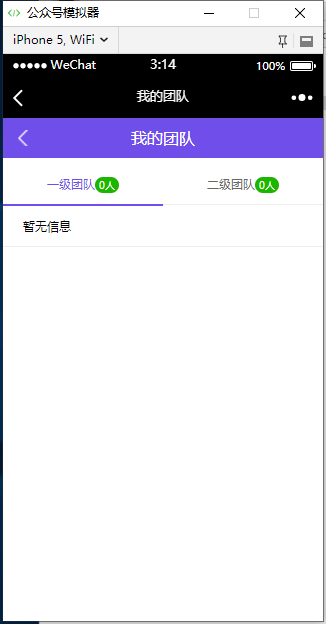 公众号模拟器
iPhone 5, WiFi
WeChat 3:14 100%
我的团队
我的团队
一级团队0人 二级团队0人
暂无信息